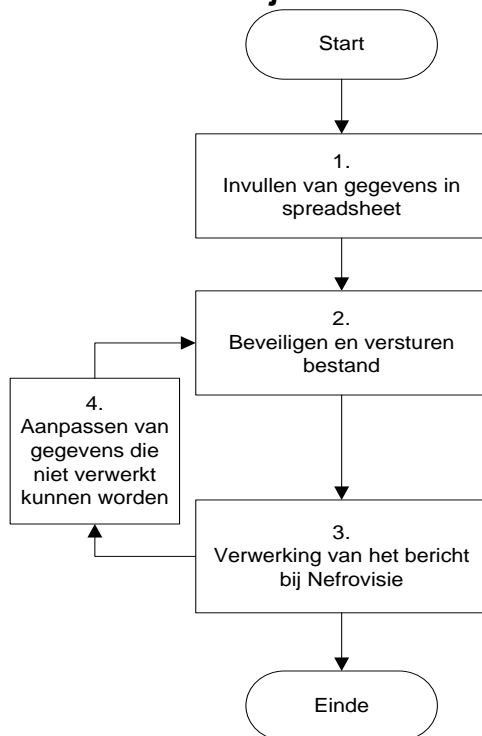 Start
1.
Invullen van gegevens in
spreadsheet
2.
Beveiligen en versturen
bestand
4.
Aanpassen van
gegevens die
niet verwerkt
kunnen worden
3.
Verwerking van het bericht
bij Nefrovisie
Einde